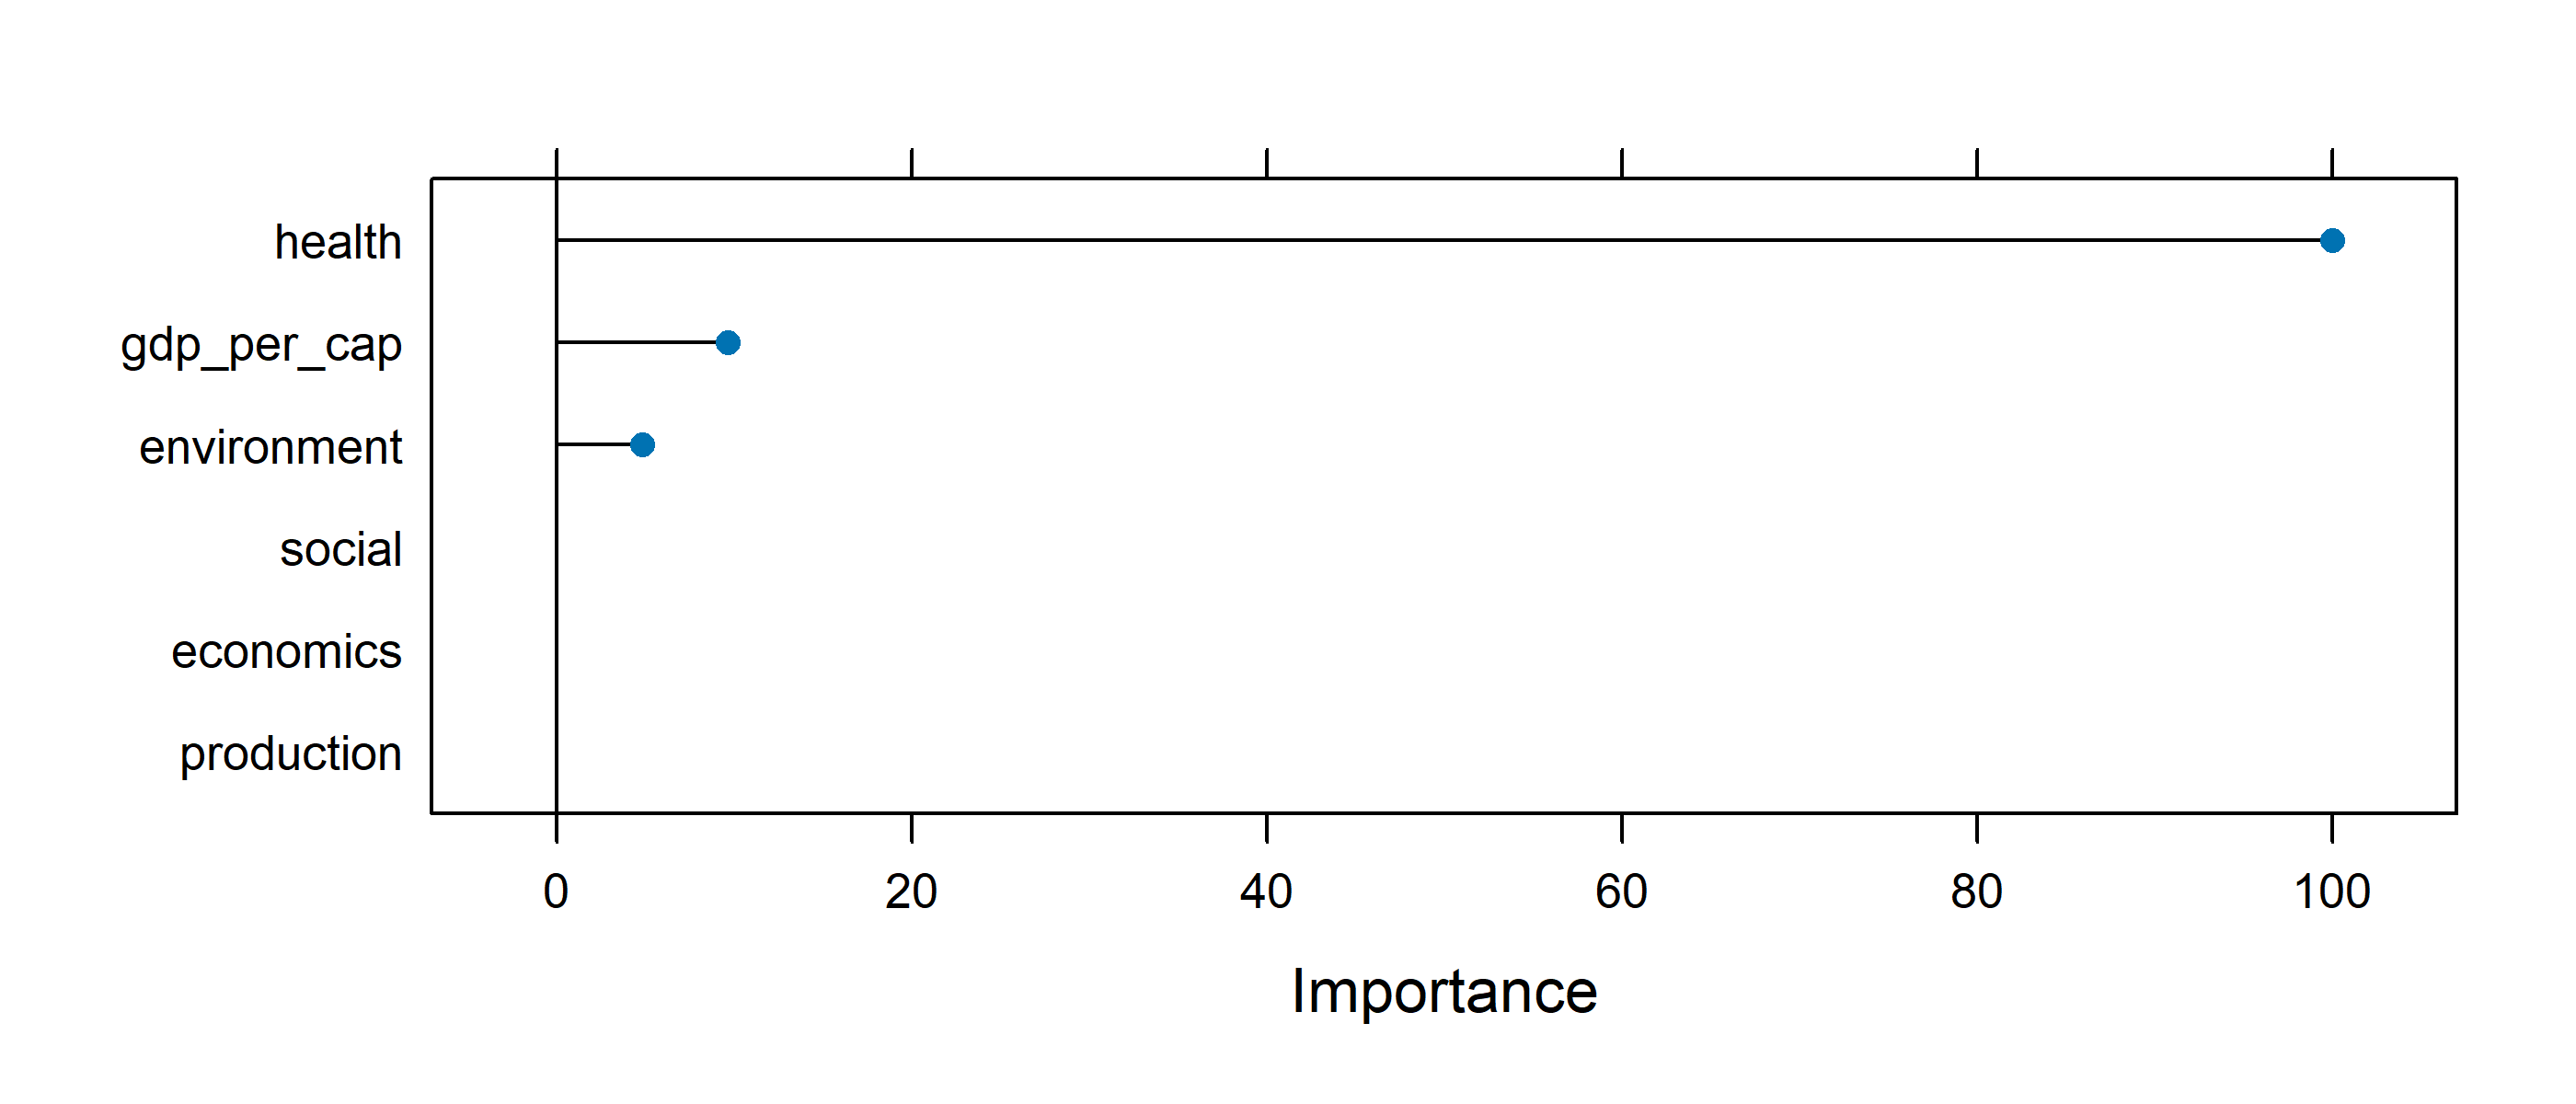 health
gdp_per_cap
environment
social
economics
production
0 20 40 60 80 100
Importance